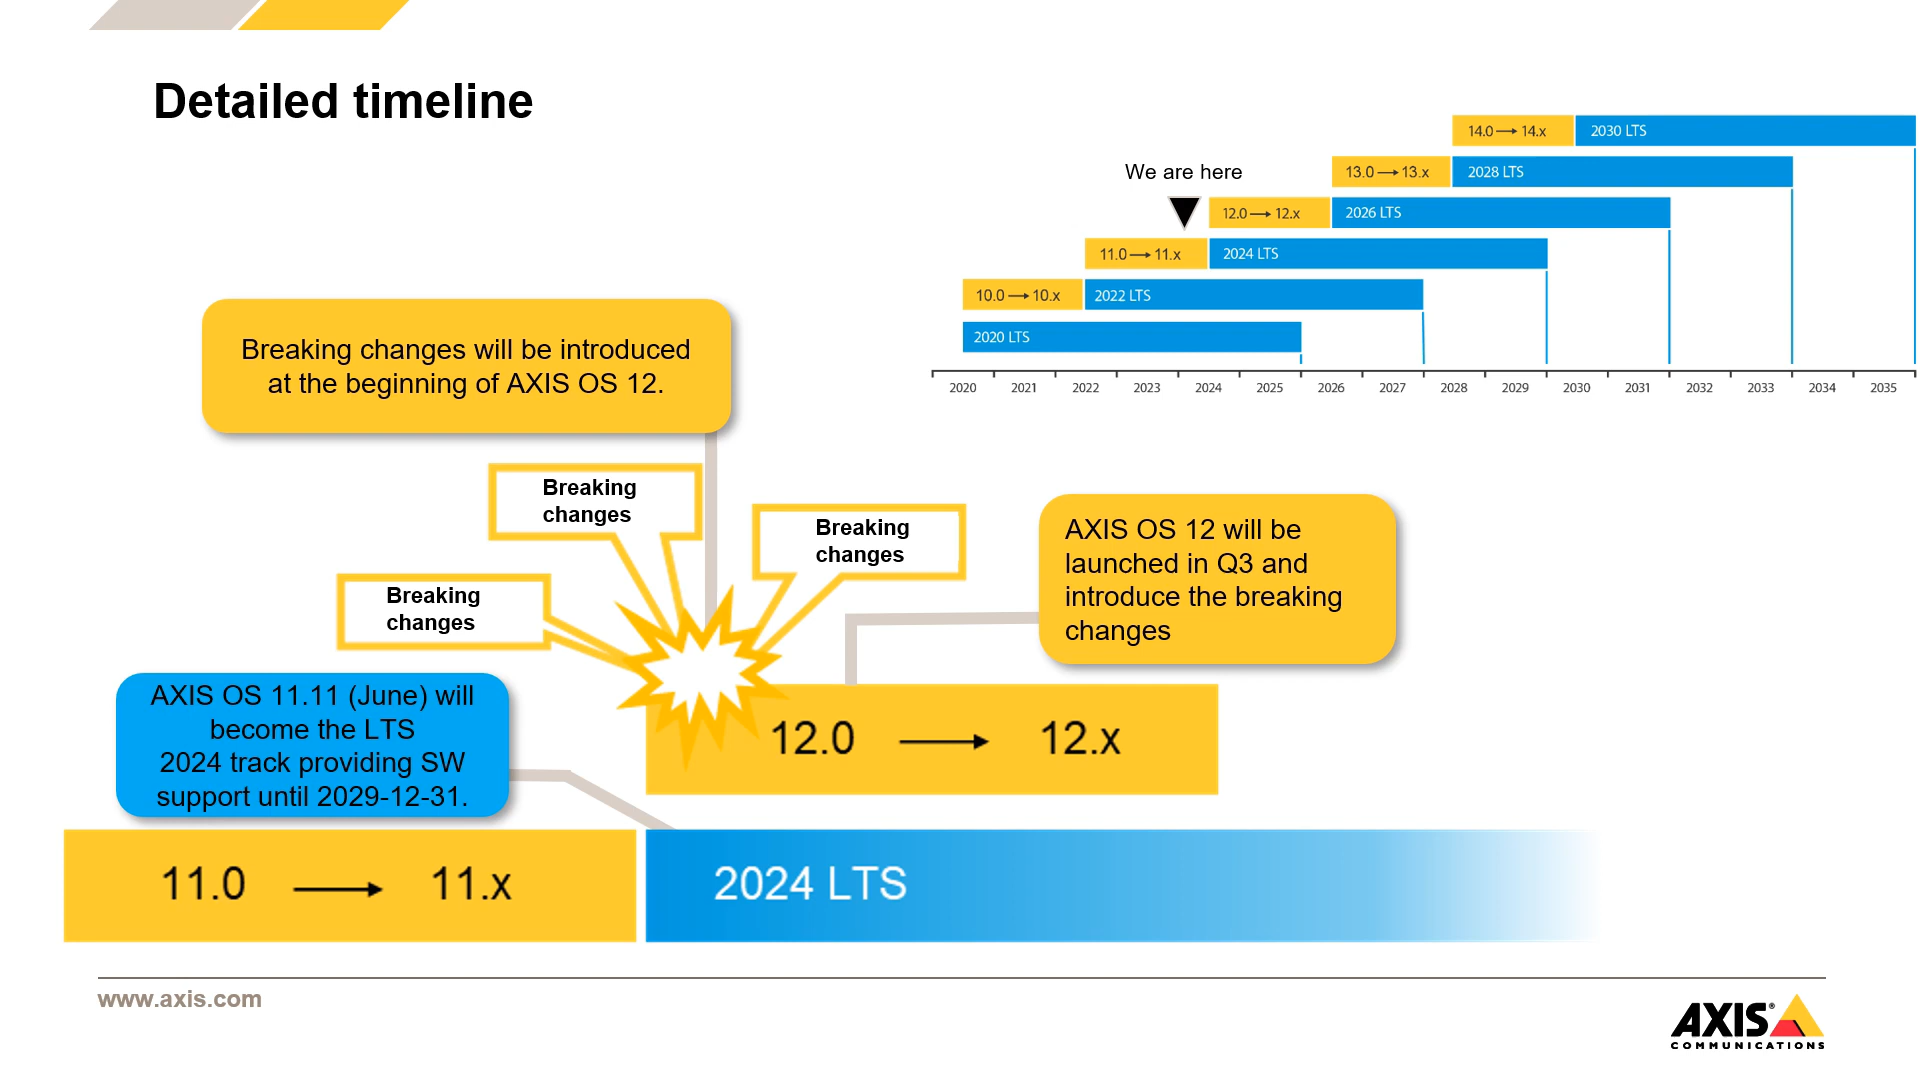 Detailed timeline
14.0 → 14.x 2030 LTS
We are here
13.0 → 13.x 2028 LTS
12.0 → 12.x 2026 LTS
11.0 → 11.x 2024 LTS
10.0 → 10.x 2022 LTS
2020 LTS
2020 2021 2022 2023 2024 2025 2026 2027 2028 2029 2030 2031 2032 2033 2034 2035
Breaking changes will be introduced
at the beginning of AXIS OS 12.
Breaking
changes
Breaking
changes
Breaking
changes
AXIS OS 12 will be
launched in Q3 and
introduce the breaking
changes
AXIS OS 11.11 (June) will
become the LTS
2024 track providing SW
support until 2029-12-31.
12.0 → 12.x
11.0 → 11.x
2024 LTS
www.axis.com
AXIS®
COMMUNICATIONS